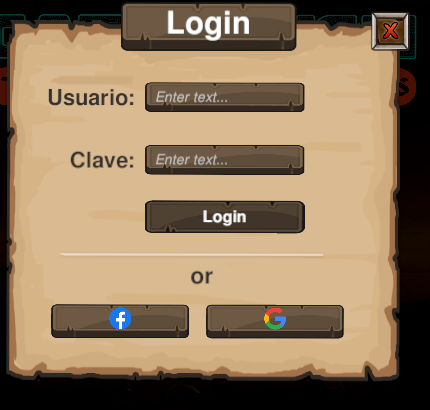 Login
X
Usuario:
Enter text...
Clave:
Enter text...
Login
or